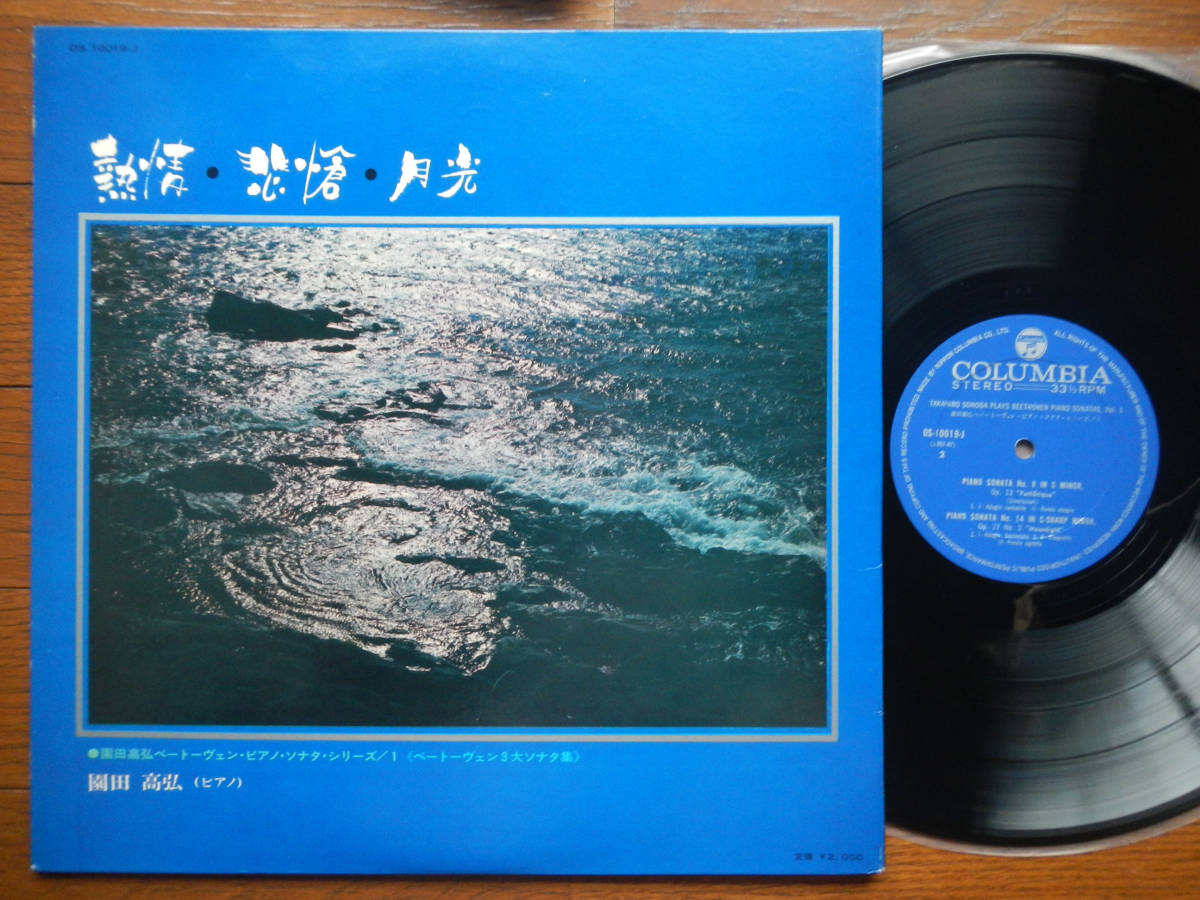 OS 10019-J
熱情・悲愴・月光
●園田高弘ベートーヴェン・ピアノ・ソナタ・シリーズ/1《ベートーヴェン3大ソナタ集》
園田 高弘 (ピアノ)
定価 ¥2,000
COLUMBIA
STEREO 33⅓RPM
TAKAHIRO SONODA PLAYS BEETHOVEN PIANO SONATAS, Vol. 1
OS-10019-J
2
PIANO SONATA No. 8 IN C MINOR,
Op. 13 "Pathétique"
PIANO SONATA No. 14 IN C-SHARP MINOR,
Op. 27 No. 2 "Moonlight"